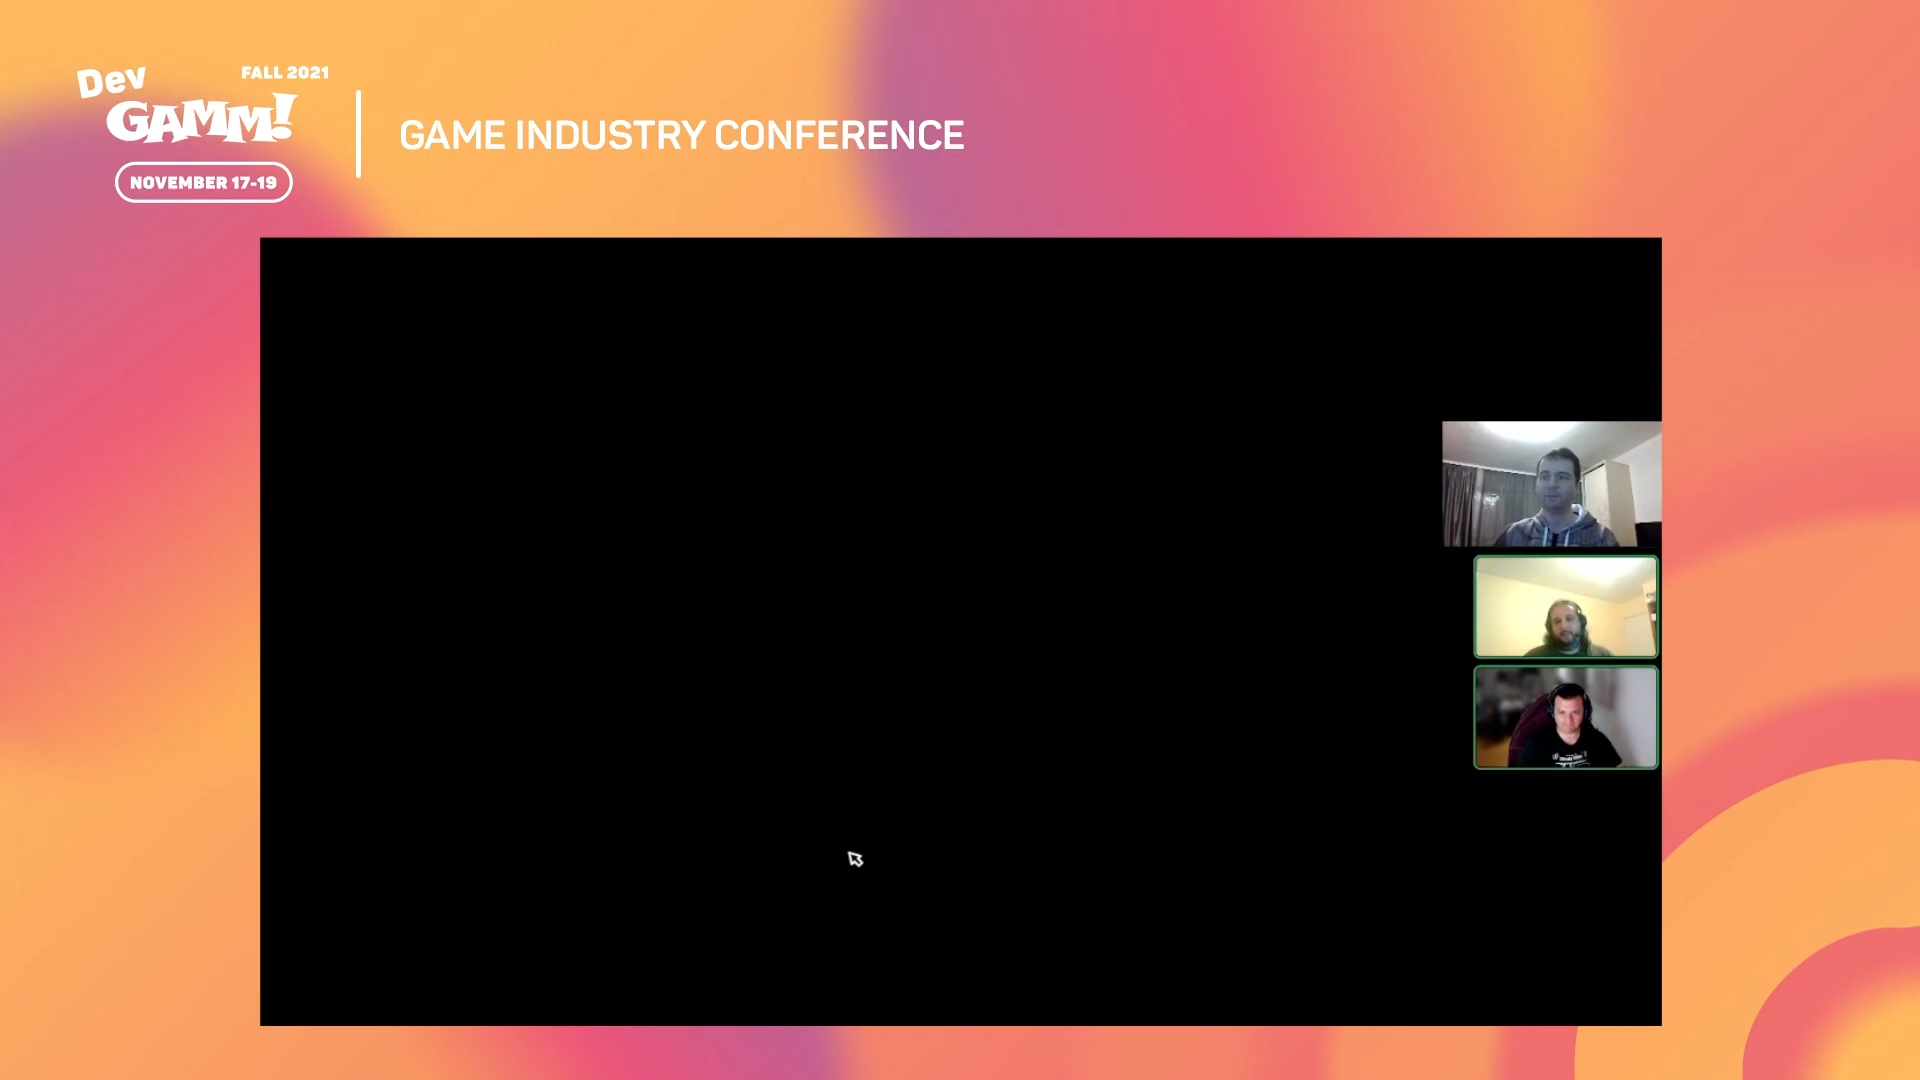 Dev
FALL 2021
GAMM!
NOVEMBER 17-19
GAME INDUSTRY CONFERENCE